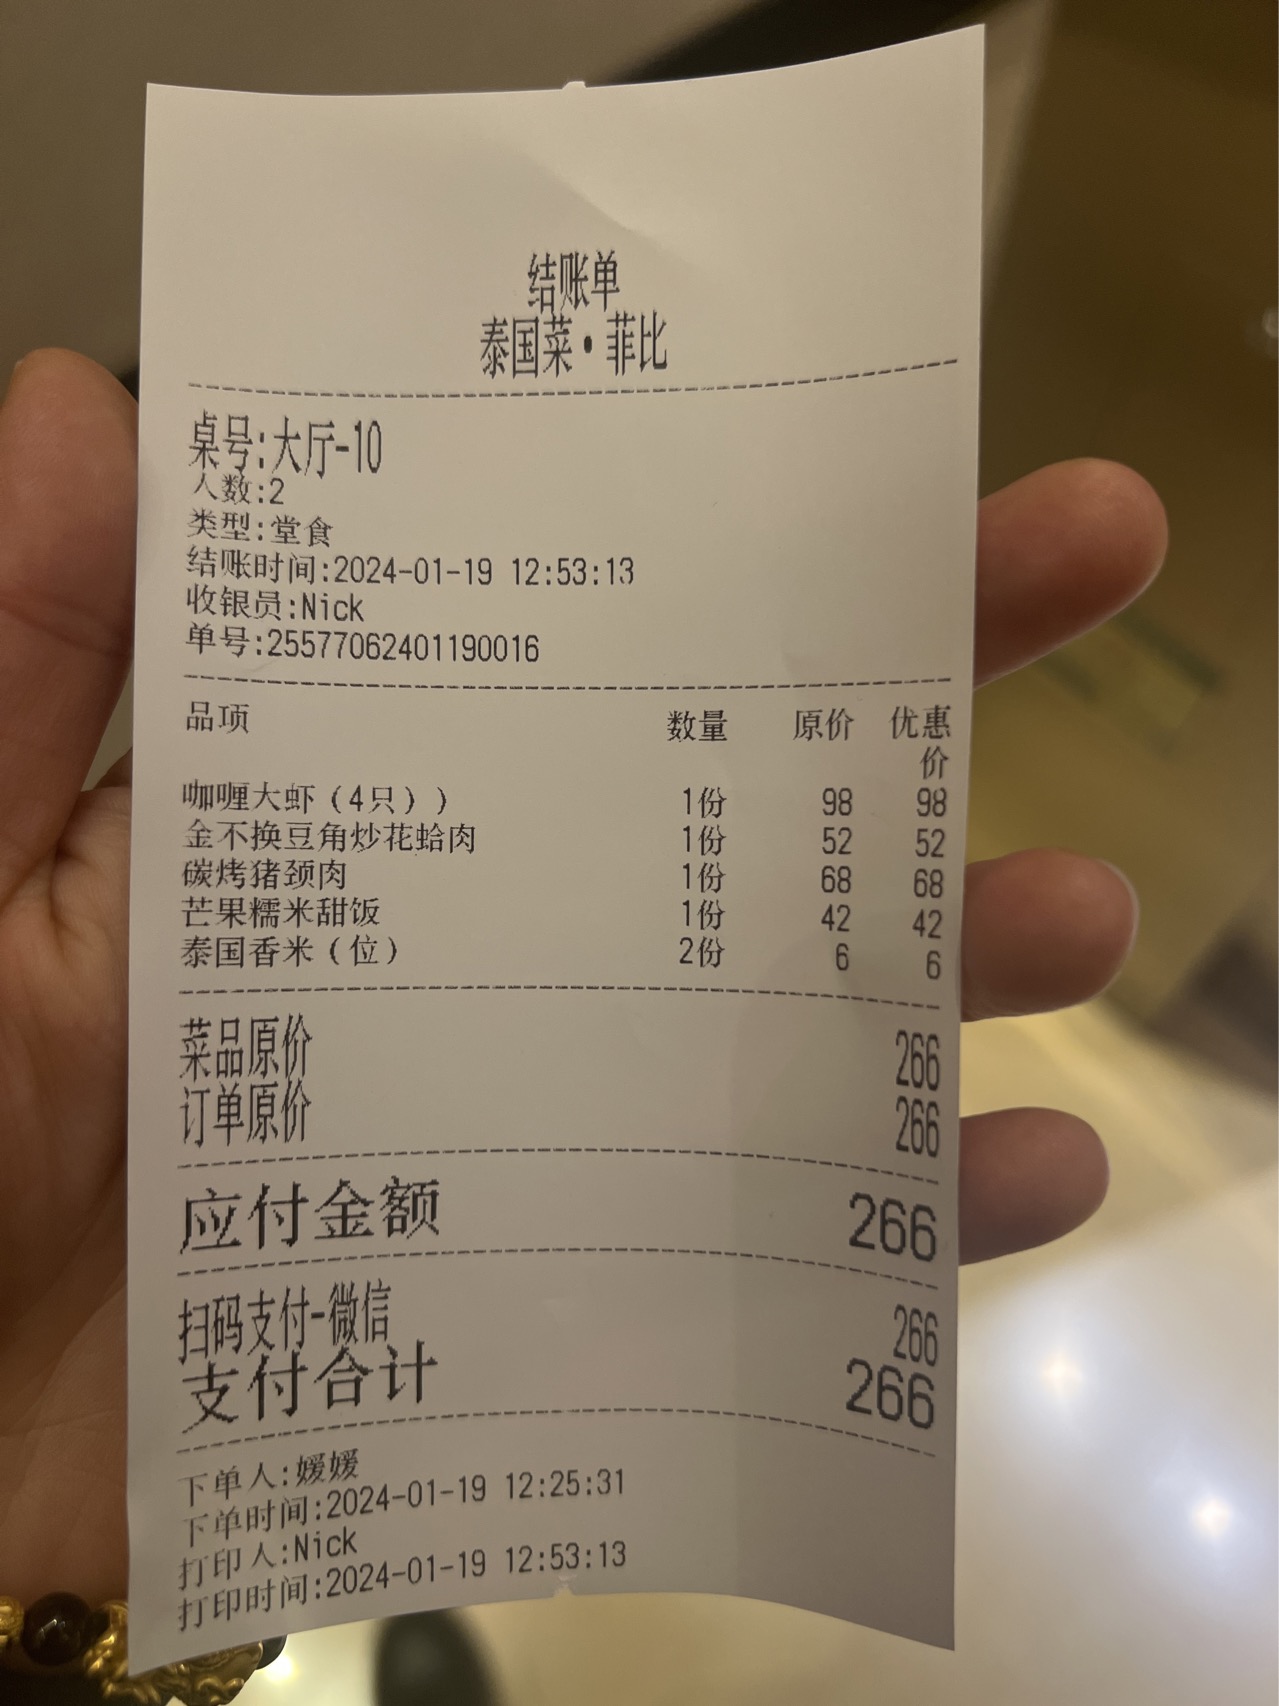 结账单
泰国菜·菲比
桌号:大厅-10
人数:2
类型:堂食
结账时间:2024-01-19 12:53:13
收银员:Nick
单号:25577062401190016
品项 数量 原价 优惠价
咖喱大虾（4只）) 1份 98 98
金不换豆角炒花蛤肉 1份 52 52
碳烤猪颈肉 1份 68 68
芒果糯米甜饭 1份 42 42
泰国香米（位） 2份 6 6
菜品原价 266
订单原价 266
应付金额 266
扫码支付-微信 266
支付合计 266
下单人:媛媛
下单时间:2024-01-19 12:25:31
打印人:Nick
打印时间:2024-01-19 12:53:13